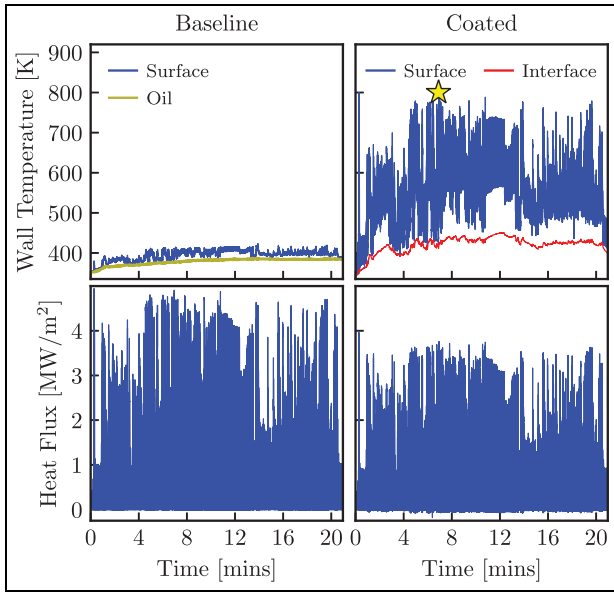 Baseline
Coated
Wall Temperature [K]
900
800
700
600
500
400
Surface
Oil
Surface
Interface
Heat Flux [MW/m²]
4
3
2
1
0
0 4 8 12 16 20
0 4 8 12 16 20
Time [mins]
Time [mins]